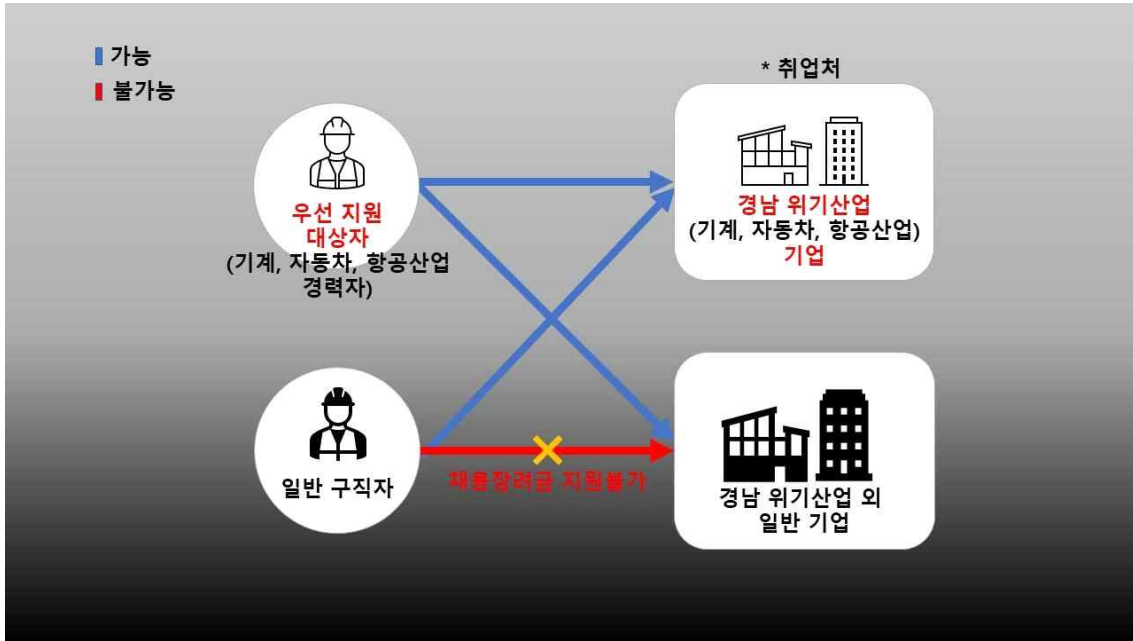 가능
불가능
* 취업처
우선 지원
대상자
(기계, 자동차, 항공산업
경력자)
경남 위기산업
(기계, 자동차, 항공산업)
기업
일반 구직자
채용장려금 지원불가
경남 위기산업 외
일반 기업